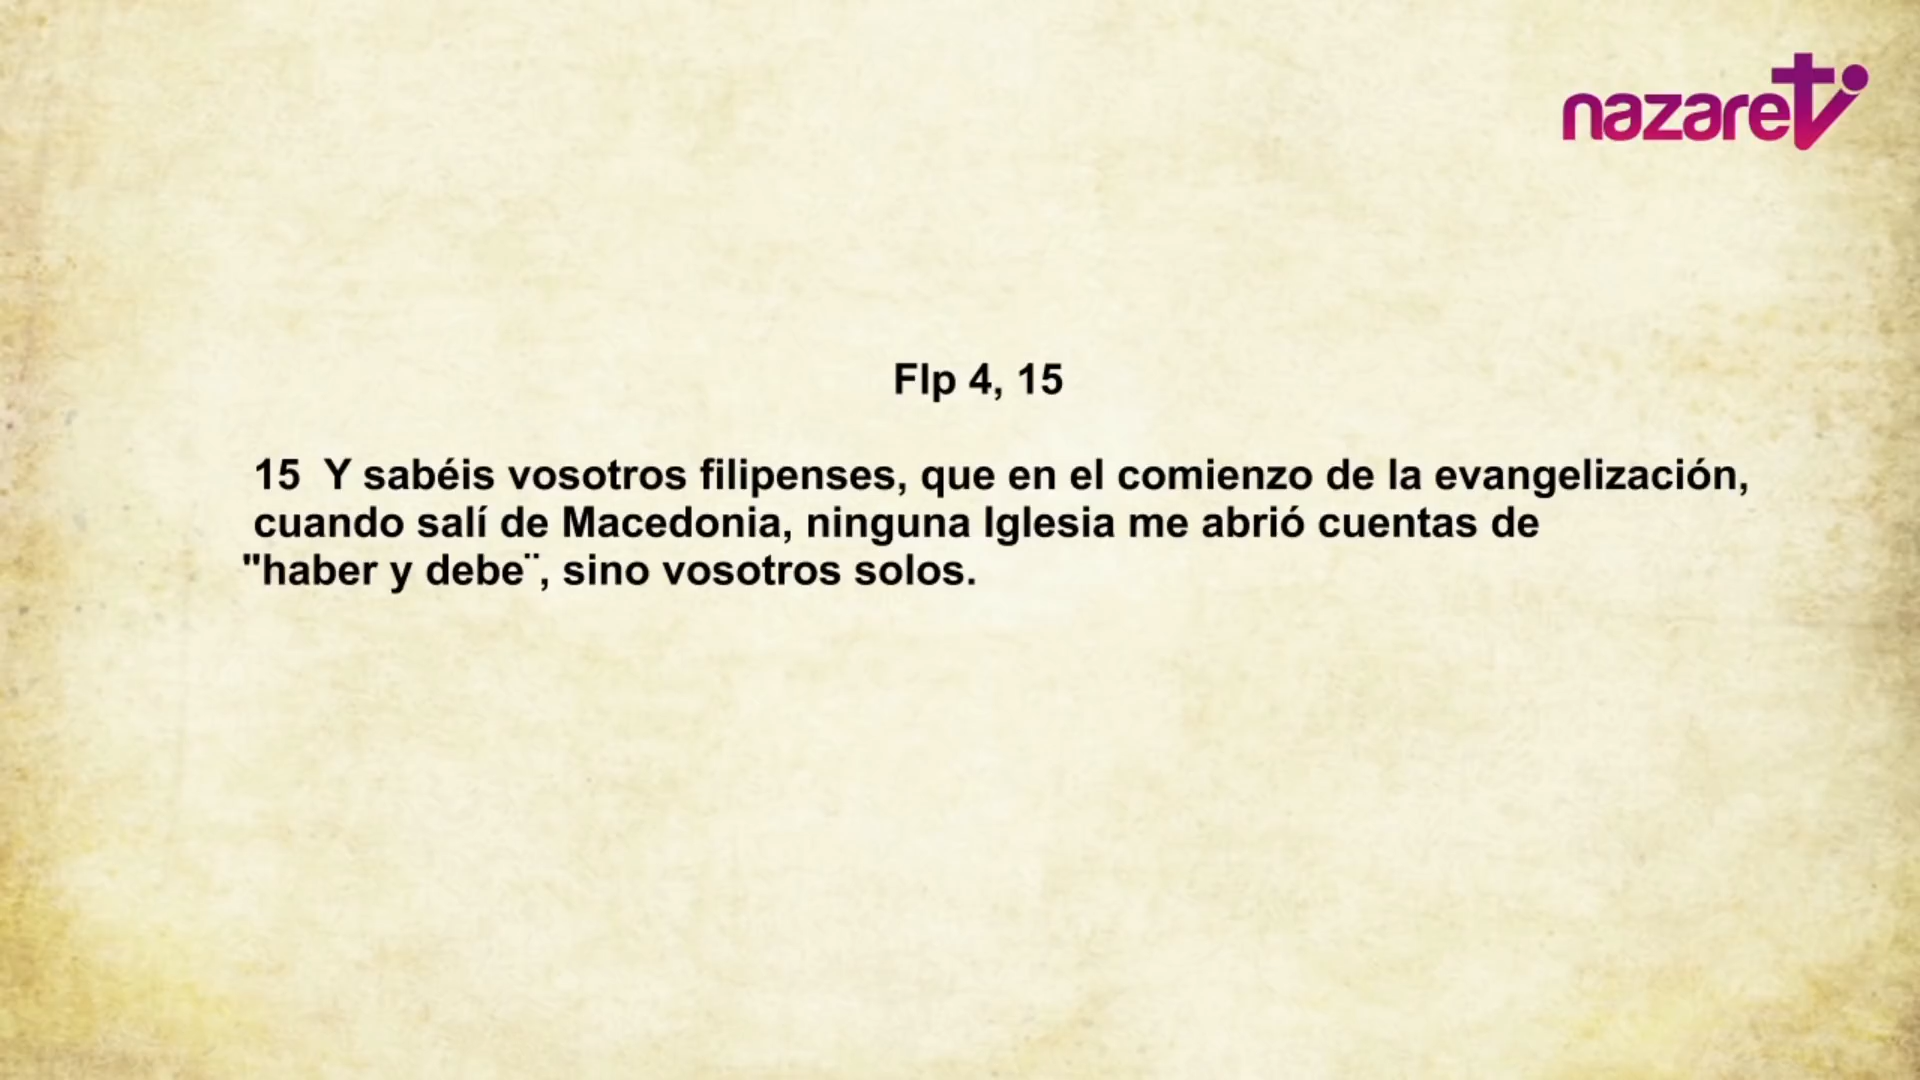 nazaretv
Flp 4, 15
15 Y sabéis vosotros filipenses, que en el comienzo de la evangelización,
cuando salí de Macedonia, ninguna Iglesia me abrió cuentas de
"haber y debe¨, sino vosotros solos.